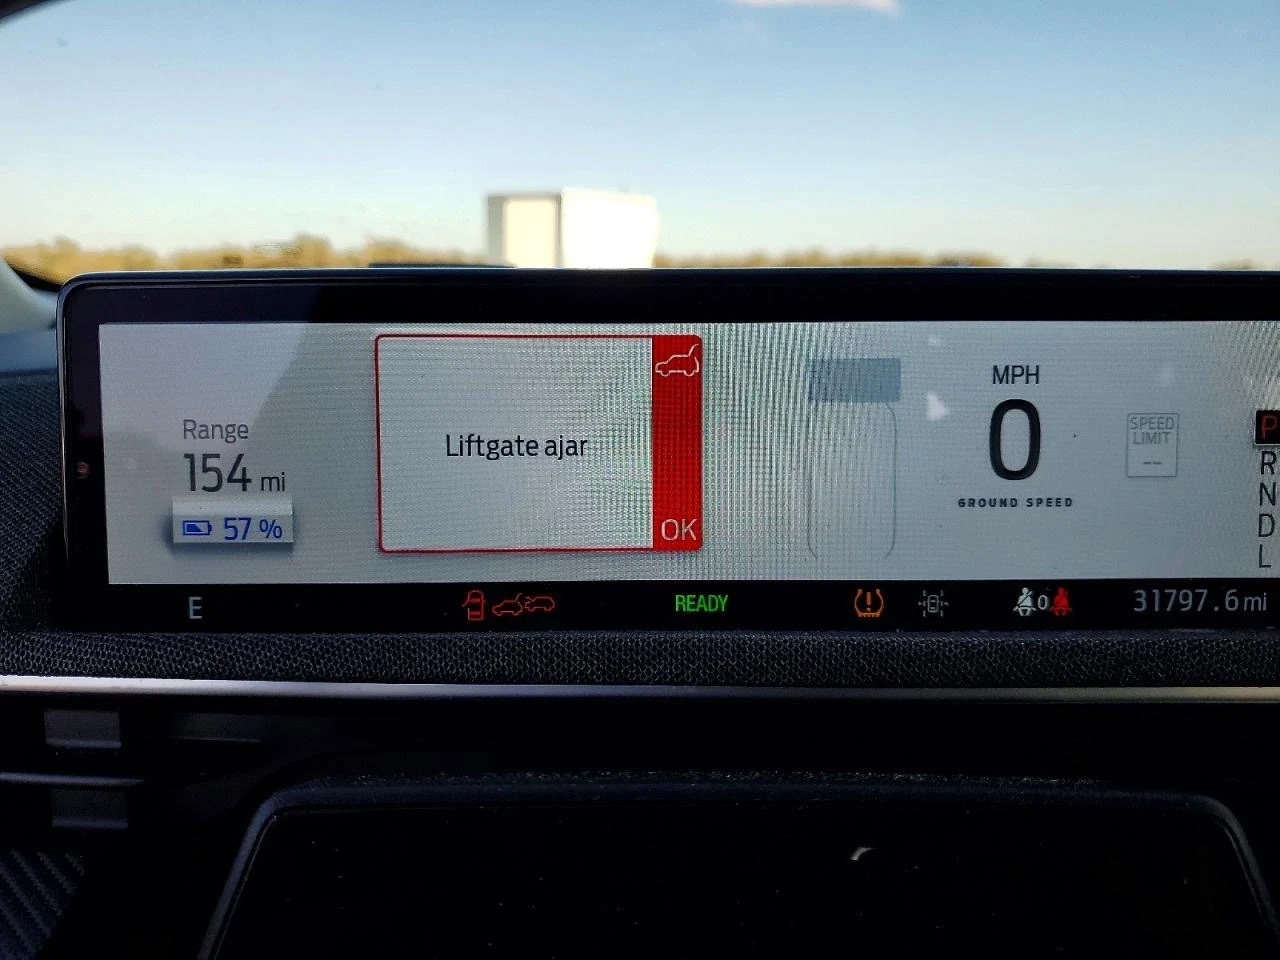 Range
154 mi
57 %
Liftgate ajar
OK
MPH
0
GROUND SPEED
SPEED
LIMIT
P
R
N
D
L
E
READY
0
31797.6 mi